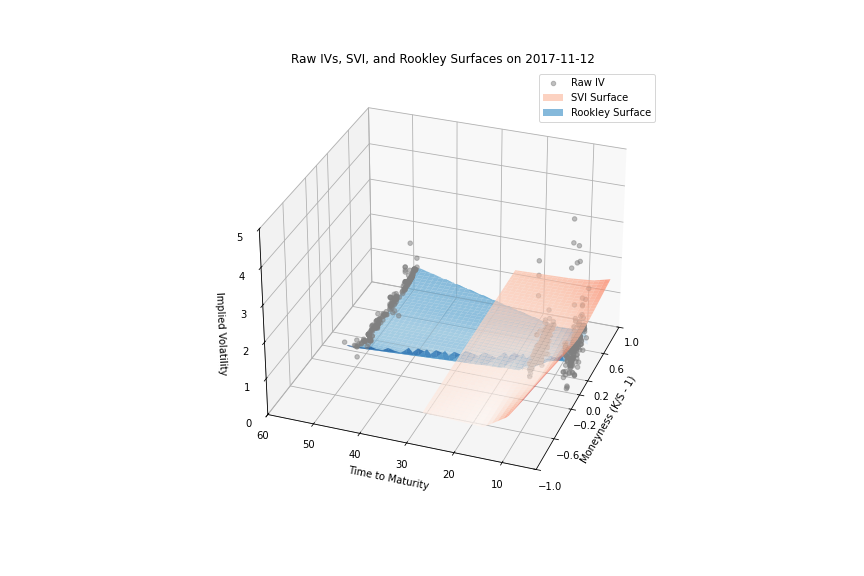 Raw IVs, SVI, and Rookley Surfaces on 2017-11-12
Raw IV
SVI Surface
Rookley Surface
5
4
3
2
1
0
Implied Volatility
60
50
40
30
20
10
Time to Maturity
1.0
0.6
0.2
0.0
−0.2
−0.6
−1.0
Moneyness (K/S - 1)